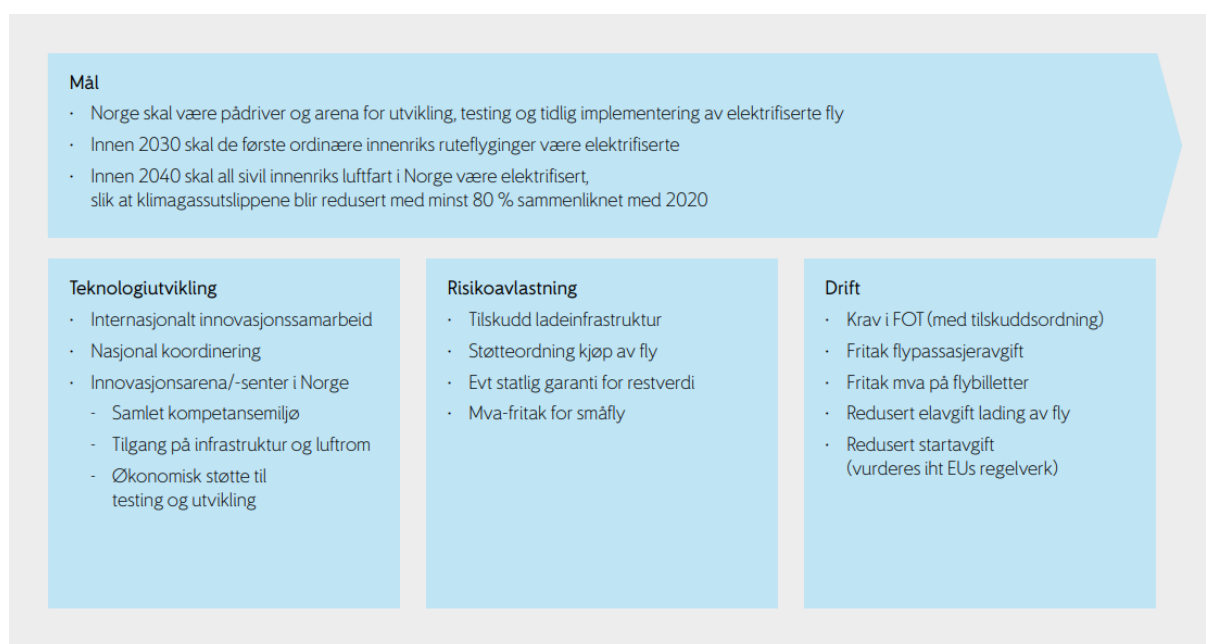 Mål
· Norge skal være pådriver og arena for utvikling, testing og tidlig implementering av elektrifiserte fly
· Innen 2030 skal de første ordinære innenriks ruteflyginger være elektrifiserte
· Innen 2040 skal all sivil innenriks luftfart i Norge være elektrifisert,
slik at klimagassutslippene blir redusert med minst 80 % sammenliknet med 2020
Teknologiutvikling
· Internasjonalt innovasjonssamarbeid
· Nasjonal koordinering
· Innovasjonsarena/-senter i Norge
- Samlet kompetansemiljø
- Tilgang på infrastruktur og luftrom
- Økonomisk støtte til
testing og utvikling
Risikoavlastning
· Tilskudd ladeinfrastruktur
· Støtteordning kjøp av fly
· Evt statlig garanti for restverdi
· Mva-fritak for småfly
Drift
· Krav i FOT (med tilskuddsordning)
· Fritak flypassasjeravgift
· Fritak mva på flybilletter
· Redusert elavgift lading av fly
· Redusert startavgift
(vurderes iht EUs regelverk)